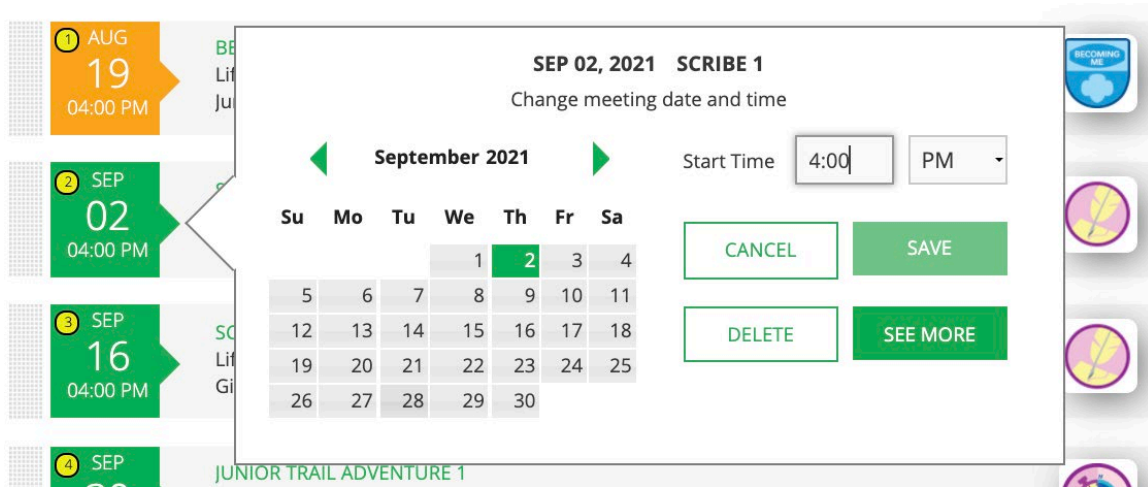 1 AUG
19
04:00 PM
BECOMING
ME
2 SEP
02
04:00 PM
3 SEP
16
04:00 PM
4 SEP
JUNIOR TRAIL ADVENTURE 1
SEP 02, 2021 SCRIBE 1
Change meeting date and time
September 2021
Su Mo Tu We Th Fr Sa
1 2 3 4
5 6 7 8 9 10 11
12 13 14 15 16 17 18
19 20 21 22 23 24 25
26 27 28 29 30
Start Time 4:00 PM
CANCEL SAVE
DELETE SEE MORE